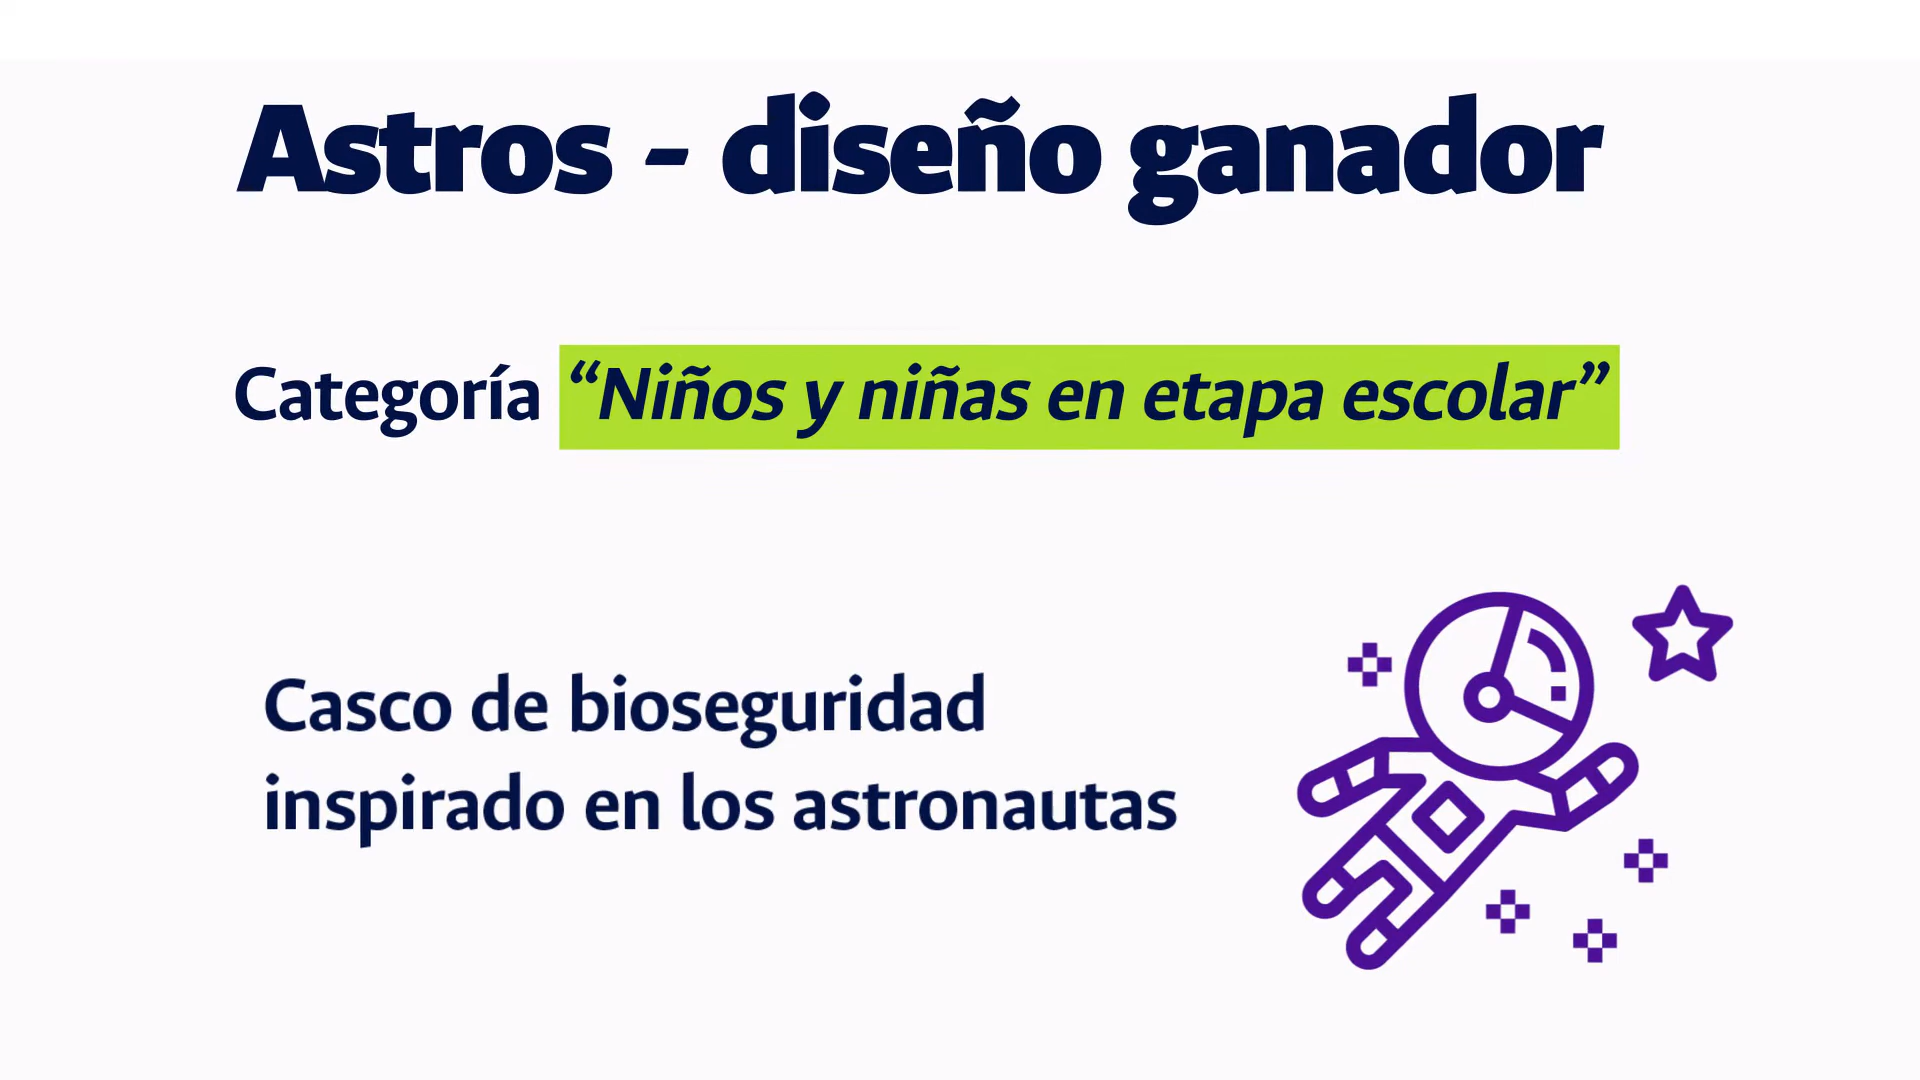 Astros - diseño ganador
Categoría “Niños y niñas en etapa escolar”
Casco de bioseguridad
inspirado en los astronautas